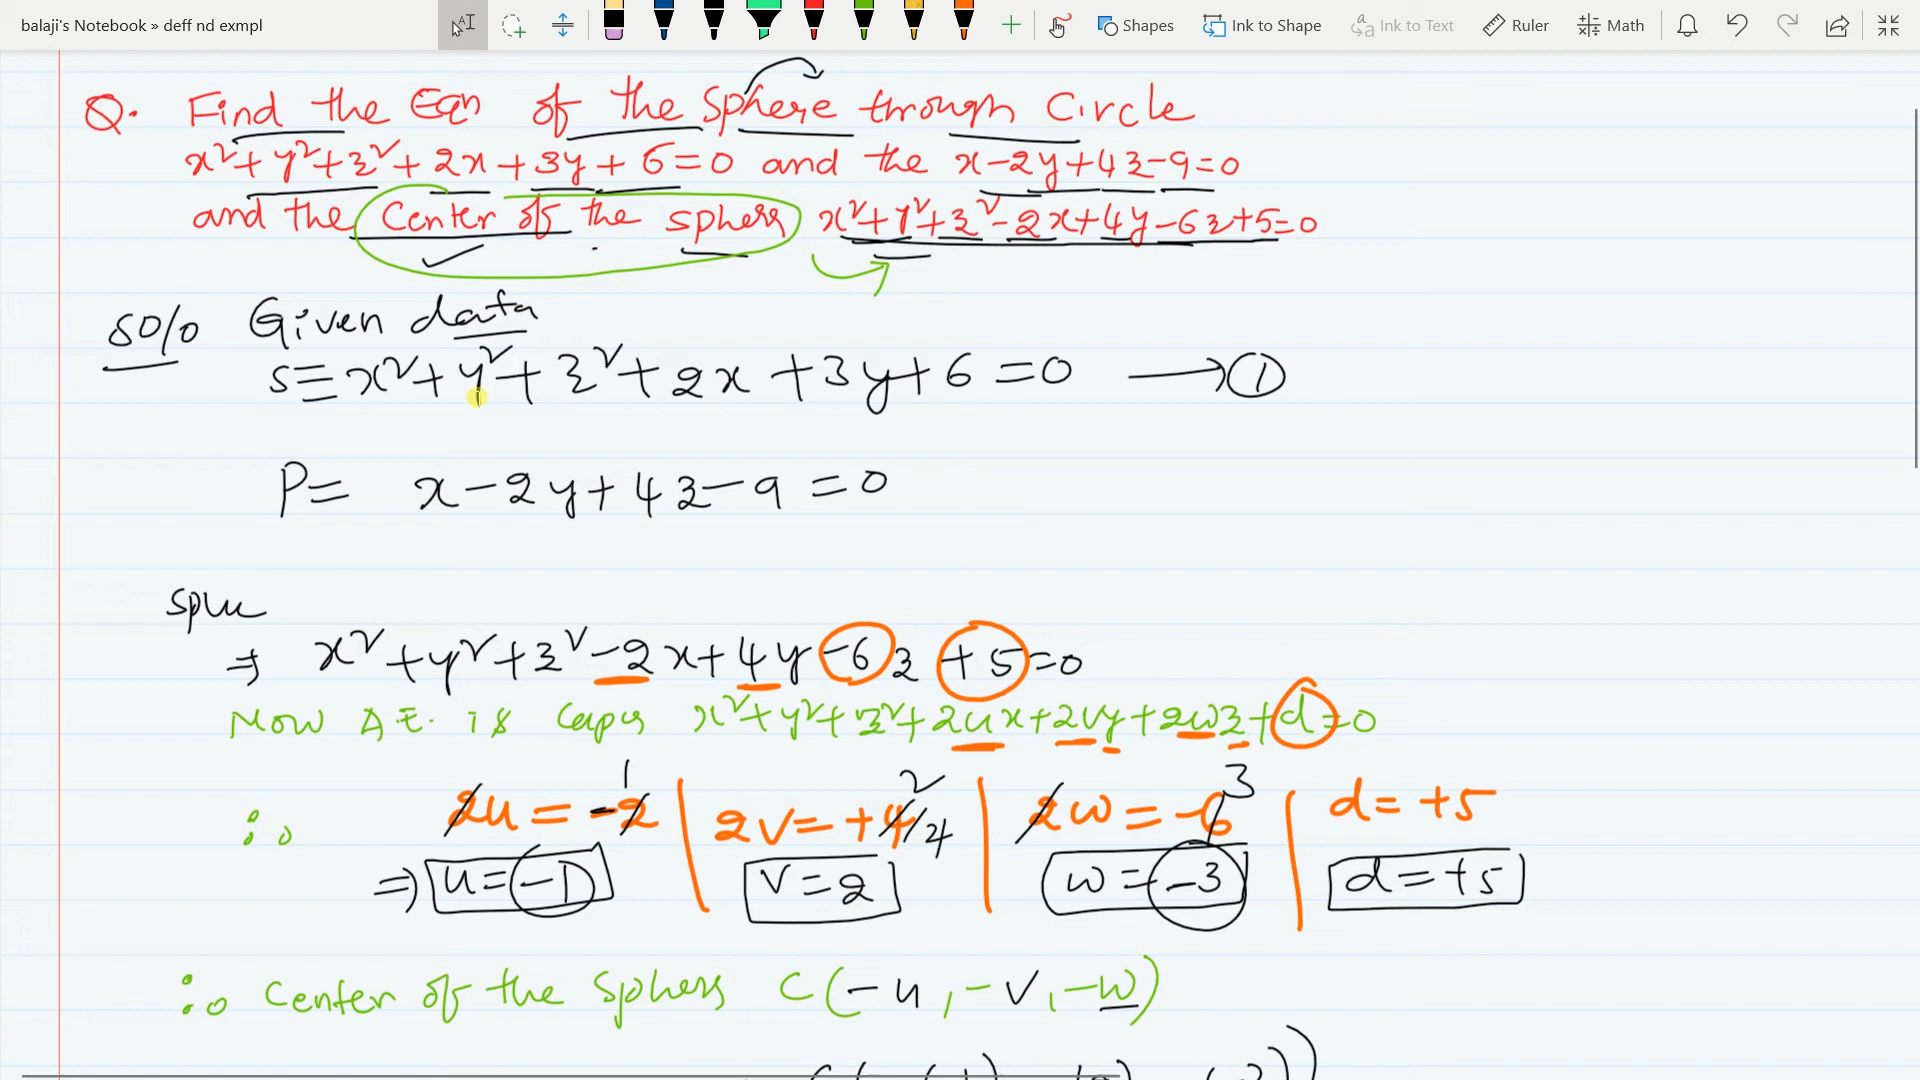 balaji's Notebook » deff nd exmpl
Shapes Ink to Shape Ink to Text Ruler Math
Q. Find the Eqn of the sphere through Circle
x²+y²+z²+2x+3y+6=0 and the x-2y+4z-9=0
and the Center of the sphere x²+y²+z²-2x+4y-6z+5=0
Given data
S≡x²+y²+z²+2x+3y+6=0 →①
P= x-2y+4z-9=0
⇒ x²+y²+z²-2x+4y-6z+5=0
Now x²+y²+z²+2ux+2vy+2wz+d=0
∴ 2u=-2 1 | 2v=+4 2 | 2w=-6 3 | d=+5
⇒ u=-1 v=2 w=-3 d=+5
∴ Center of the sphere C(-u,-v,-w)